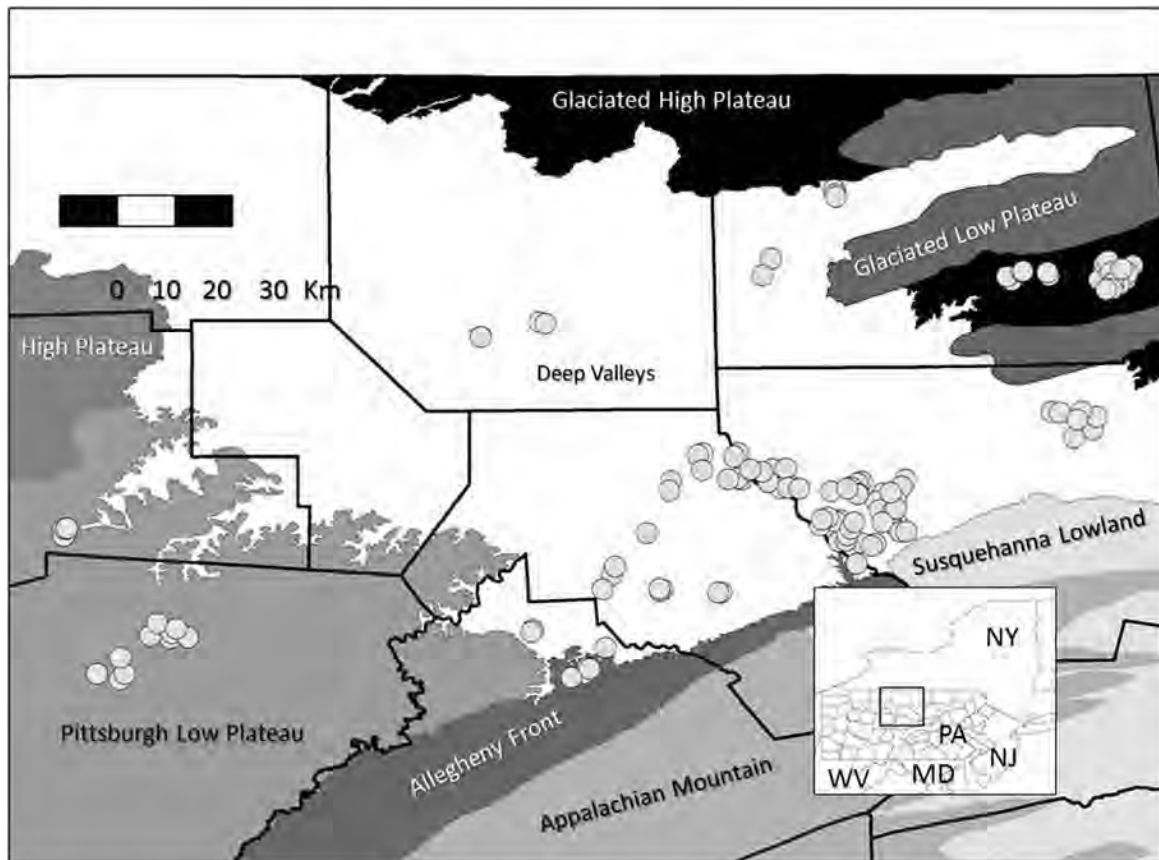 Glaciated High Plateau
Glaciated Low Plateau
0 10 20 30 Km
High Plateau
Deep Valleys
Susquehanna Lowland
NY
Pittsburgh Low Plateau
Allegheny Front
PA
NJ
Appalachian Mountain
WV
MD